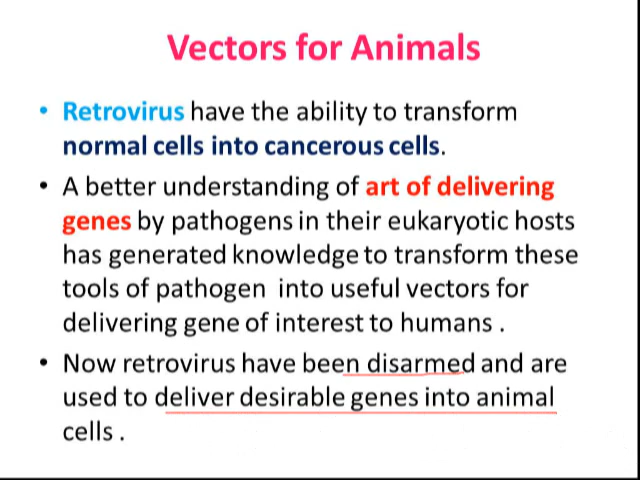 Vectors for Animals
• Retrovirus have the ability to transform
normal cells into cancerous cells.
• A better understanding of art of delivering
genes by pathogens in their eukaryotic hosts
has generated knowledge to transform these
tools of pathogen  into useful vectors for
delivering gene of interest to humans .
• Now retrovirus have been disarmed and are
used to deliver desirable genes into animal
cells .